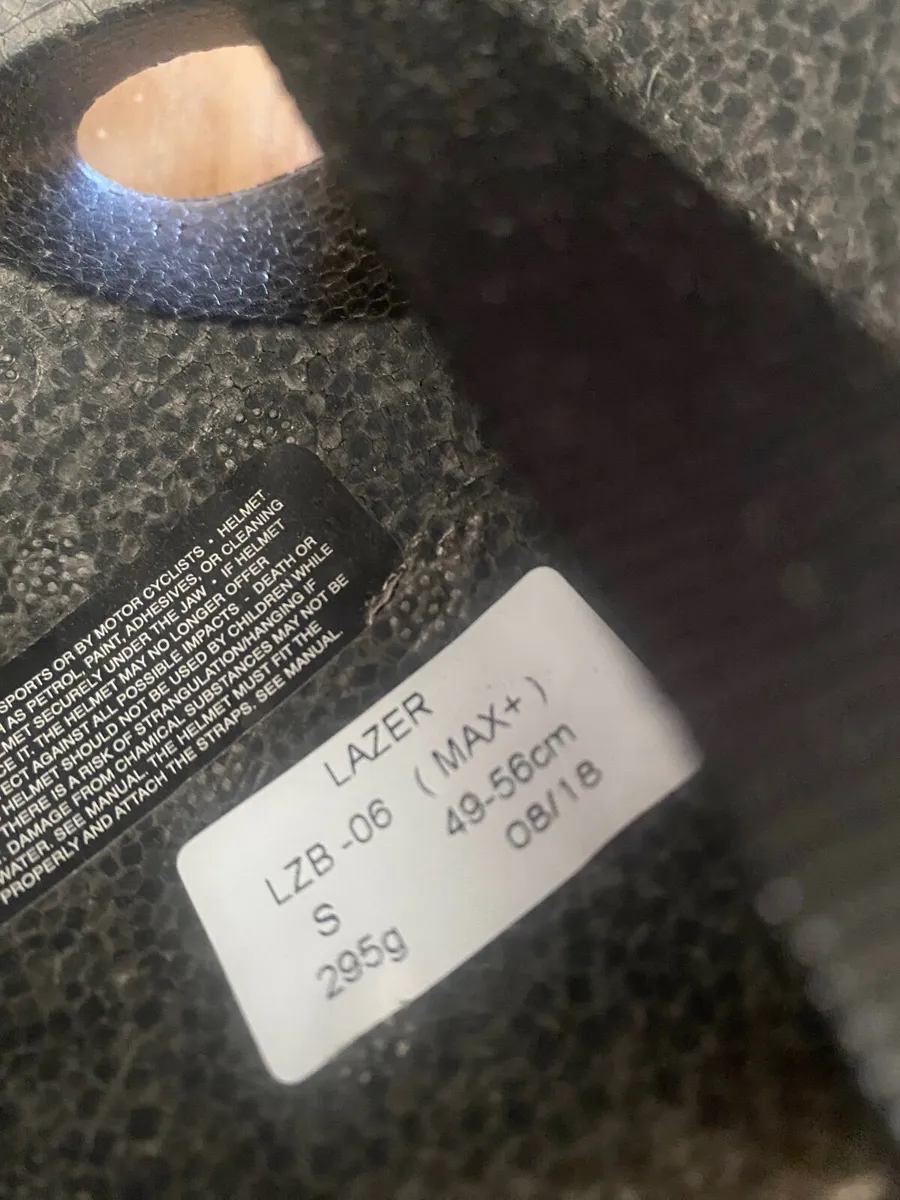 SPORTS OR BY MOTOR CYCLISTS • HELMET
AS PETROL, PAINT, ADHESIVES, OR CLEANING
MET SECURELY UNDER THE JAW • IF HELMET
CE IT. THE HELMET MAY NO LONGER OFFER
ECT AGAINST ALL POSSIBLE IMPACTS • DEATH OR
HELMET SHOULD NOT BE USED BY CHILDREN WHILE
THERE IS A RISK OF STRANGULATION/HANGING IF
. DAMAGE FROM CHAMICAL SUBSTANCES MAY NOT BE
WATER. SEE MANUAL. THE HELMET MUST FIT THE
PROPERLY AND ATTACH THE STRAPS. SEE MANUAL.
LAZER
LZB-06 (MAX+)
S 49-56cm
295g 08/18